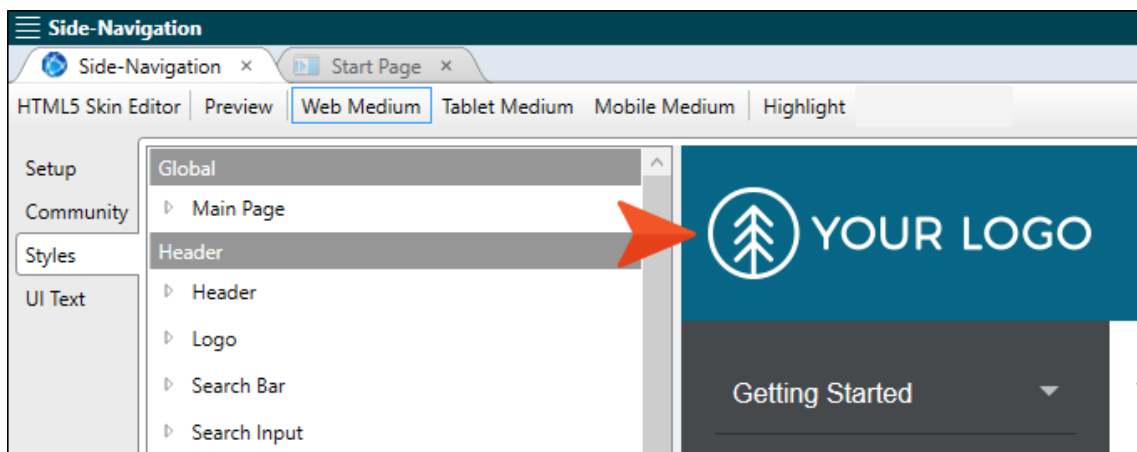 Side-Navigation
Side-Navigation × Start Page ×
HTML5 Skin Editor Preview Web Medium Tablet Medium Mobile Medium Highlight
Setup
Community
Styles
UI Text
Global
Main Page
Header
Header
Logo
Search Bar
Search Input
YOUR LOGO
Getting Started